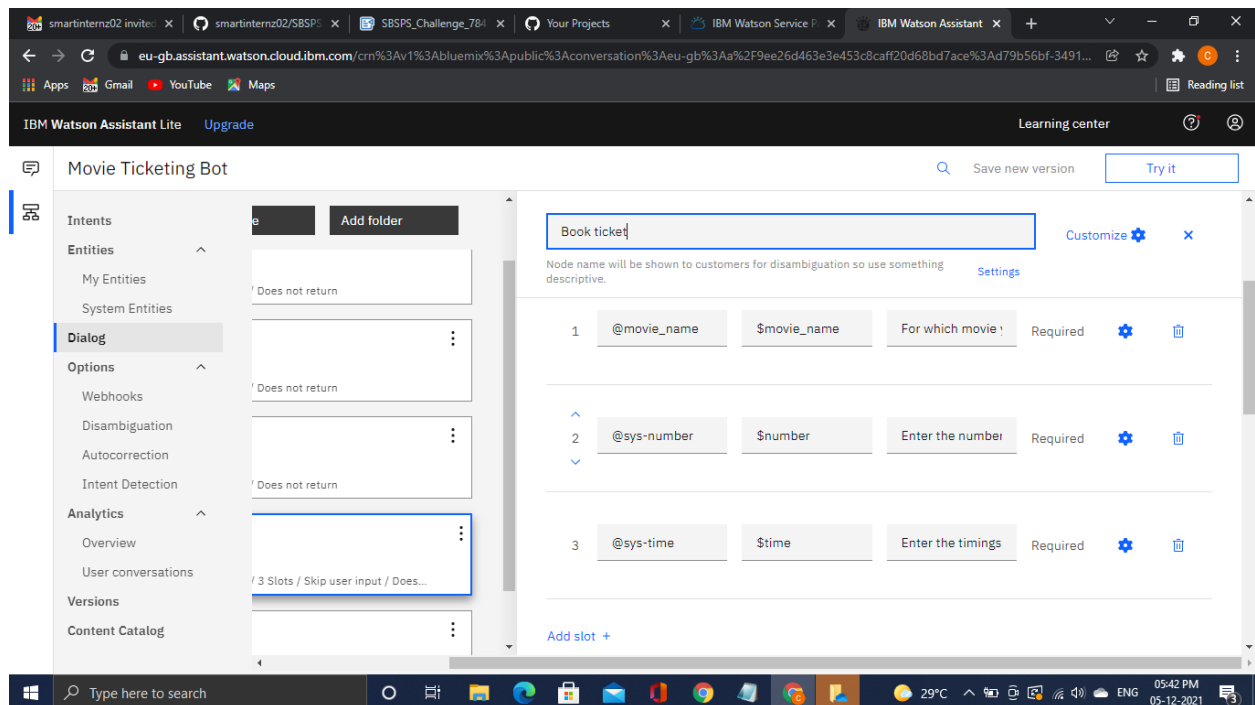 smartinternz02 invited
smartinternz02/SBSPS
SBSPS_Challenge_784
Your Projects
IBM Watson Service P
IBM Watson Assistant
eu-gb.assistant.watson.cloud.ibm.com/crn%3Av1%3Abluemix%3Apublic%3Aconversation%3Aeu-gb%3Aa%2F9ee26d463e3e453c8caff20d68bd7ace%3Ad79b56bf-3491...
Apps
Gmail
YouTube
Maps
Reading list
IBM Watson Assistant Lite
Upgrade
Learning center
Movie Ticketing Bot
Save new version
Try it
Intents
Entities
My Entities
System Entities
Dialog
Options
Webhooks
Disambiguation
Autocorrection
Intent Detection
Analytics
Overview
User conversations
Versions
Content Catalog
e
Add folder
/ Does not return
/ Does not return
/ Does not return
/ 3 Slots / Skip user input / Does...
Book ticket
Customize
Node name will be shown to customers for disambiguation so use something
descriptive.
Settings
1 @movie_name $movie_name For which movie Required
2 @sys-number $number Enter the number Required
3 @sys-time $time Enter the timings Required
Add slot +
Type here to search
29°C
ENG
05:42 PM
05-12-2021
3